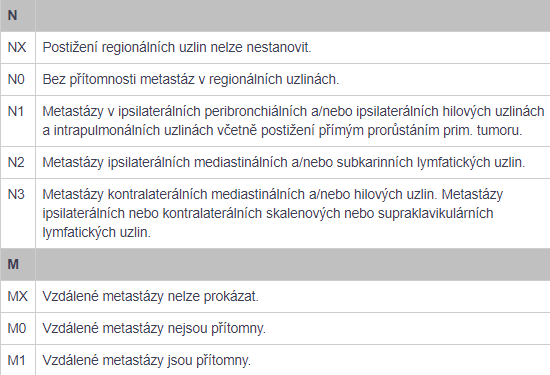 N
NX Postižení regionálních uzlin nelze nestanovit.
N0 Bez přítomnosti metastáz v regionálních uzlinách.
N1 Metastázy v ipsilaterálních peribronchiálních a/nebo ipsilaterálních hilových uzlinách
a intrapulmonálních uzlinách včetně postižení přímým prorůstáním prim. tumoru.
N2 Metastázy ipsilaterálních mediastinálních a/nebo subkarinních lymfatických uzlin.
N3 Metastázy kontralaterálních mediastinálních a/nebo hilových uzlin. Metastázy
ipsilaterálních nebo kontralaterálních skalenových nebo supraklavikulárních
lymfatických uzlin.
M
MX Vzdálené metastázy nelze prokázat.
M0 Vzdálené metastázy nejsou přítomny.
M1 Vzdálené metastázy jsou přítomny.